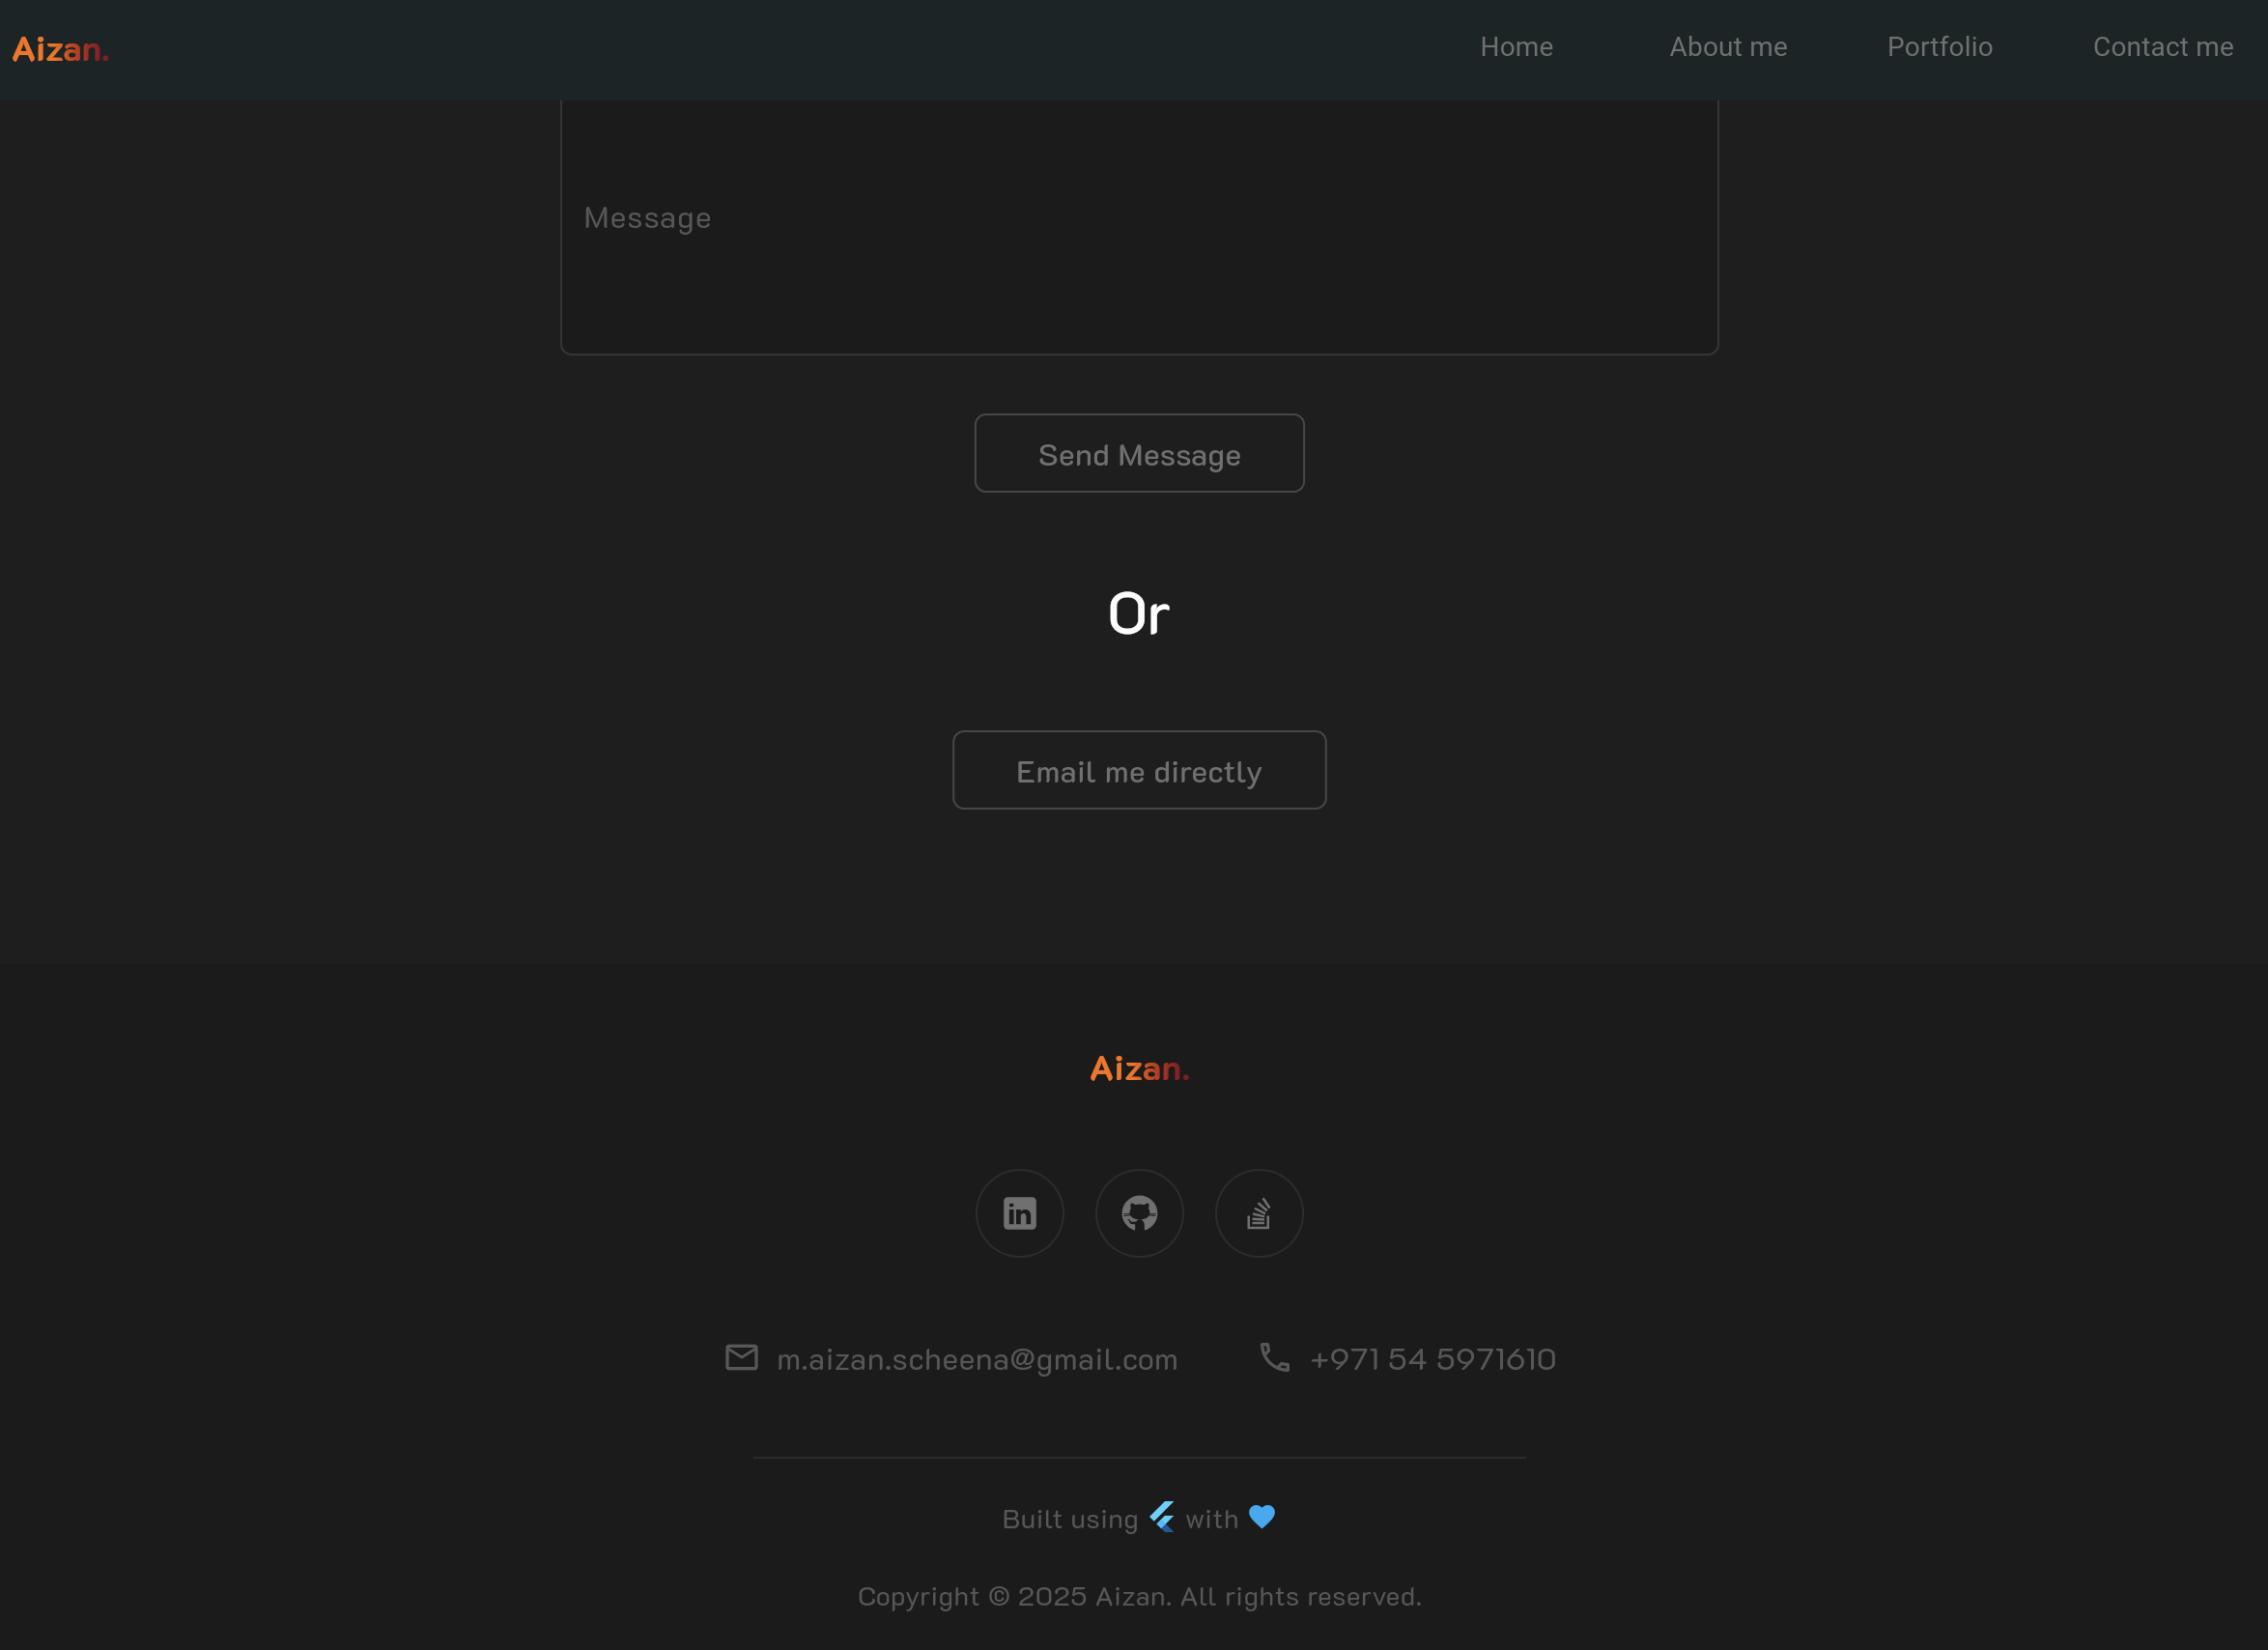 Aizan.
Home About me Portfolio Contact me
Message
Send Message
Or
Email me directly
Aizan.
m.aizan.scheena@gmail.com +971 54 5971610
Built using with
Copyright © 2025 Aizan. All rights reserved.